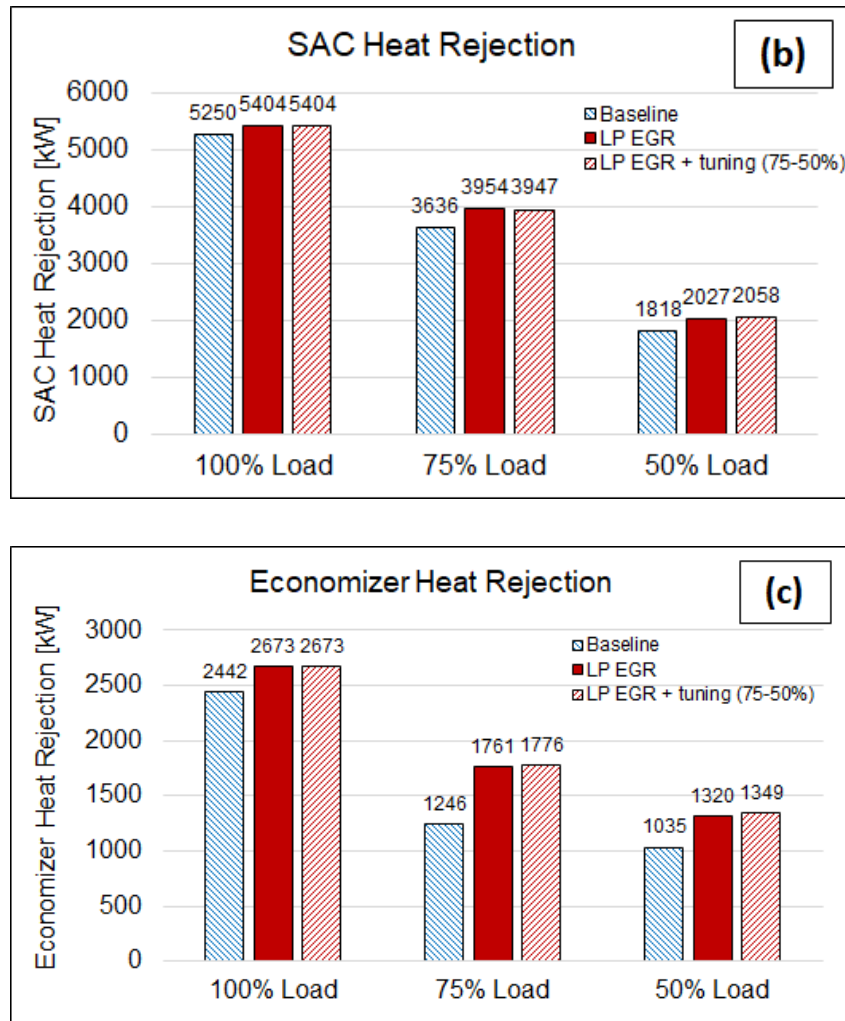 SAC Heat Rejection
(b)
SAC Heat Rejection [kW]
6000
5000
4000
3000
2000
1000
0
5250 5404 5404
3636 3954 3947
1818 2027 2058
Baseline
LP EGR
LP EGR + tuning (75-50%)
100% Load 75% Load 50% Load
Economizer Heat Rejection
(c)
Economizer Heat Rejection [kW]
3000
2500
2000
1500
1000
500
0
2442 2673 2673
1246 1761 1776
1035 1320 1349
Baseline
LP EGR
LP EGR + tuning (75-50%)
100% Load 75% Load 50% Load